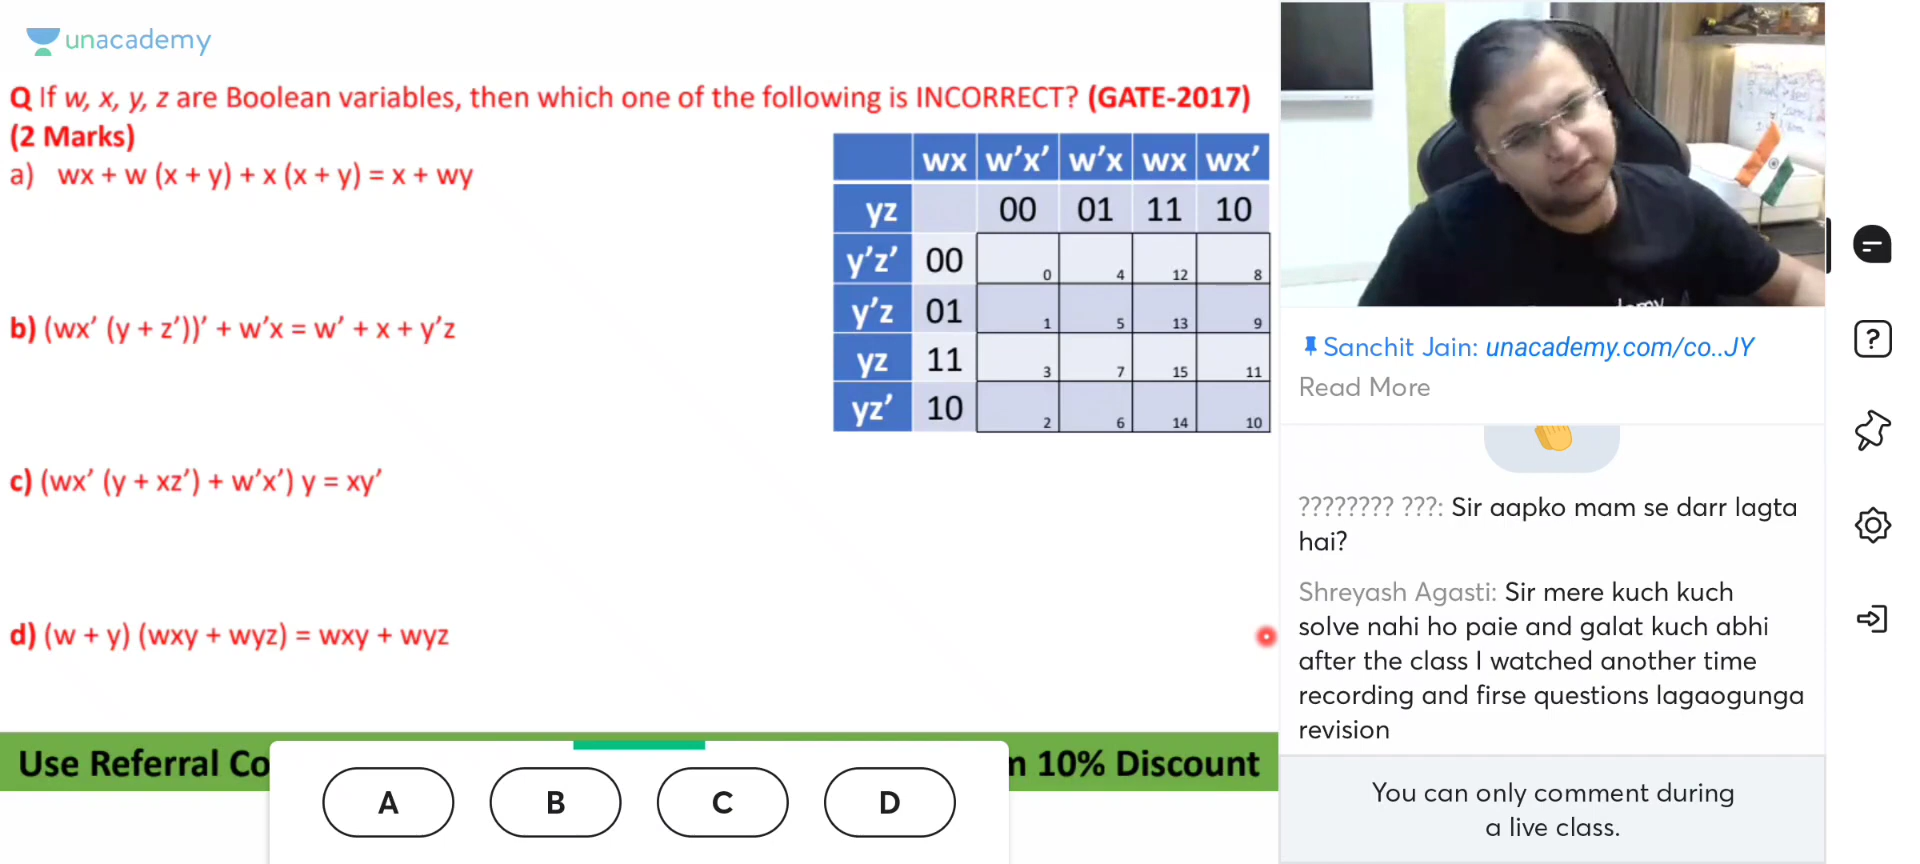 unacademy
Q If w, x, y, z are Boolean variables, then which one of the following is INCORRECT? (GATE-2017)
(2 Marks)
a) wx + w (x + y) + x (x + y) = x + wy
b) (wx′ (y + z′))′ + w′x = w′ + x + y′z
c) (wx′ (y + xz′) + w′x′) y = xy′
d) (w + y) (wxy + wyz) = wxy + wyz
wx w′x′ w′x wx wx′
yz 00 01 11 10
y′z′ 00 0 4 12 8
y′z 01 1 5 13 9
yz 11 3 7 15 11
yz′ 10 2 6 14 10
Use Referral Co
10% Discount
A B C D
Sanchit Jain: unacademy.com/co..JY
Read More
???????? ???: Sir aapko mam se darr lagta
hai?
Shreyash Agasti: Sir mere kuch kuch
solve nahi ho paie and galat kuch abhi
after the class I watched another time
recording and firse questions lagaogunga
revision
You can only comment during
a live class.
?